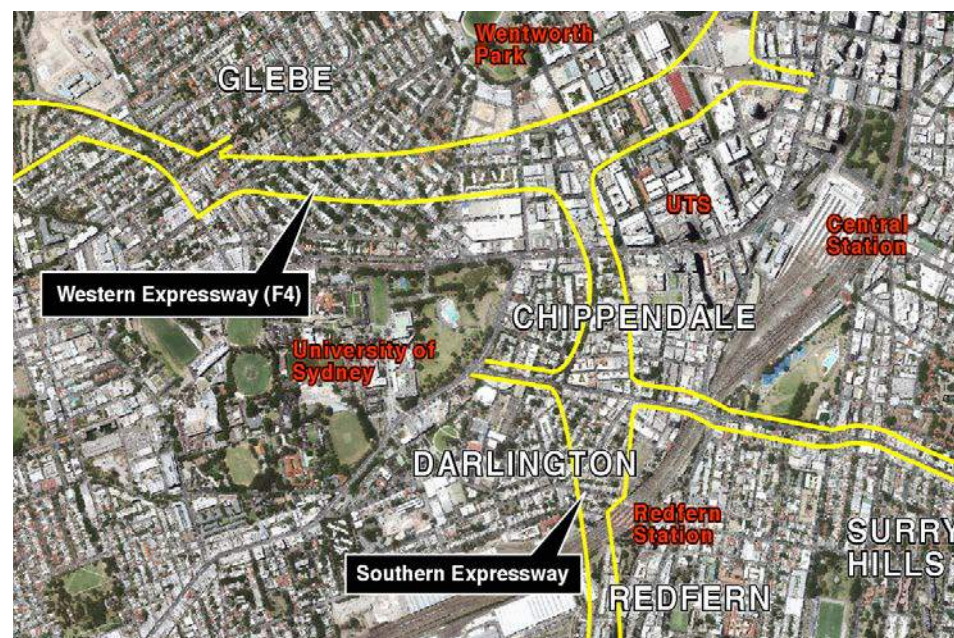 Wentworth
Park
GLEBE
UTS
Central
Station
Western Expressway (F4)
CHIPPENDALE
University of
Sydney
DARLINGTON
Redfern
Station
SURRY
HILLS
Southern Expressway
REDFERN